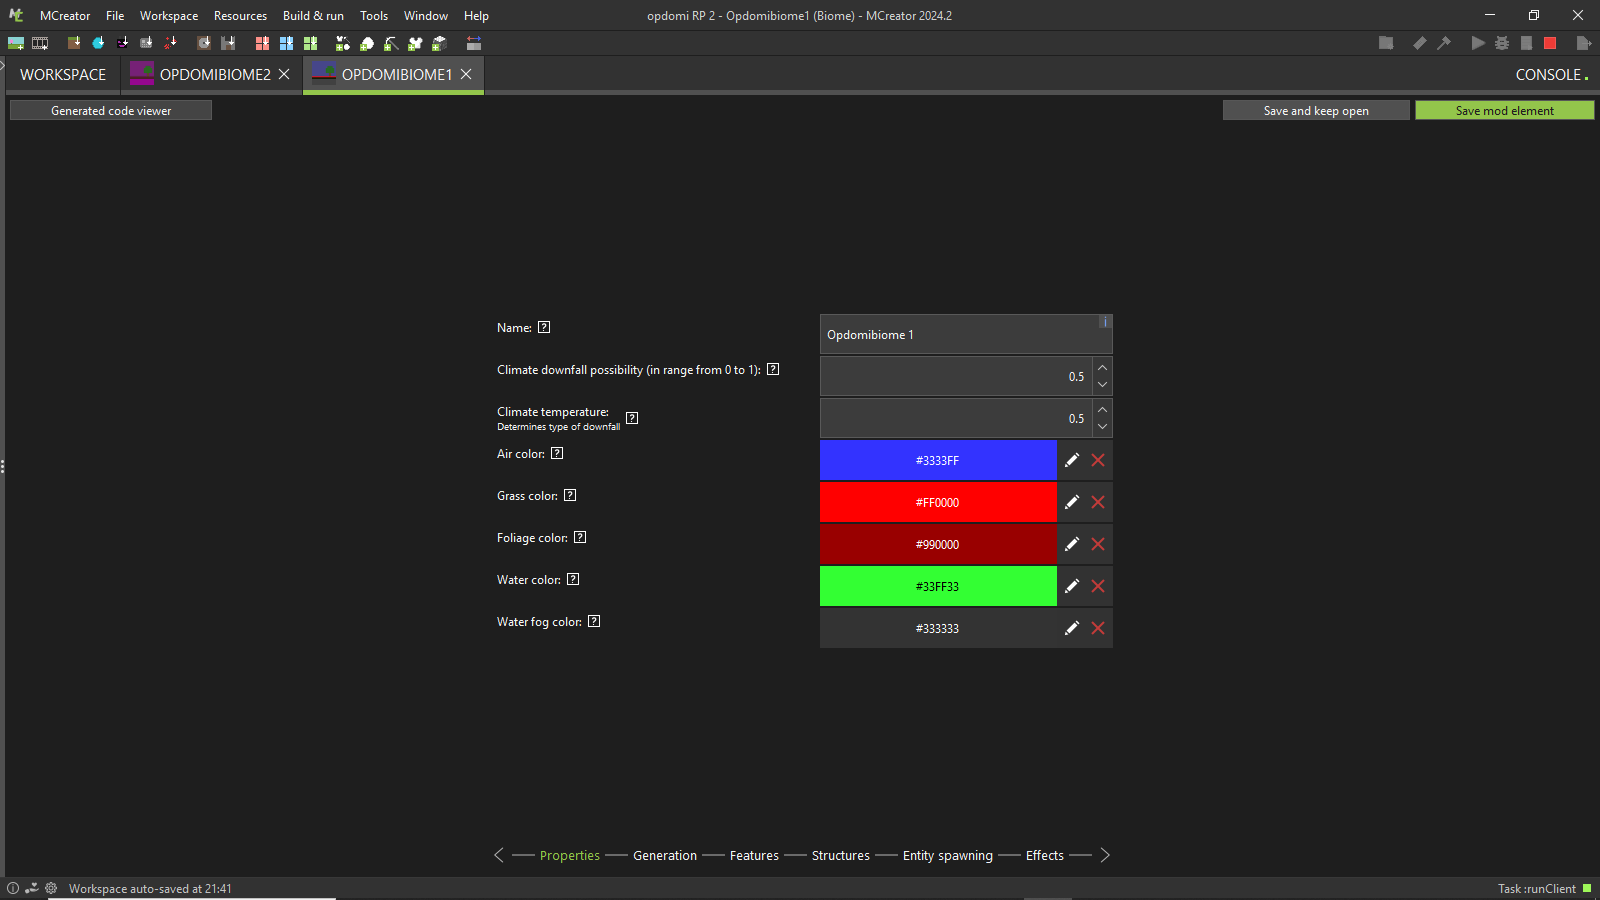 MCreator File Workspace Resources Build & run Tools Window Help opdomi RP 2 - Opdomibiome1 (Biome) - MCreator 2024.2
WORKSPACE OPDOMIBIOME2 OPDOMIBIOME1 CONSOLE
Generated code viewer Save and keep open Save mod element
Name: ? Opdomibiome 1 i
Climate downfall possibility (in range from 0 to 1): ? 0.5
Climate temperature: ? 0.5
Determines type of downfall
Air color: ? #3333FF
Grass color: ? #FF0000
Foliage color: ? #990000
Water color: ? #33FF33
Water fog color: ? #333333
Properties Generation Features Structures Entity spawning Effects
Workspace auto-saved at 21:41 Task :runClient